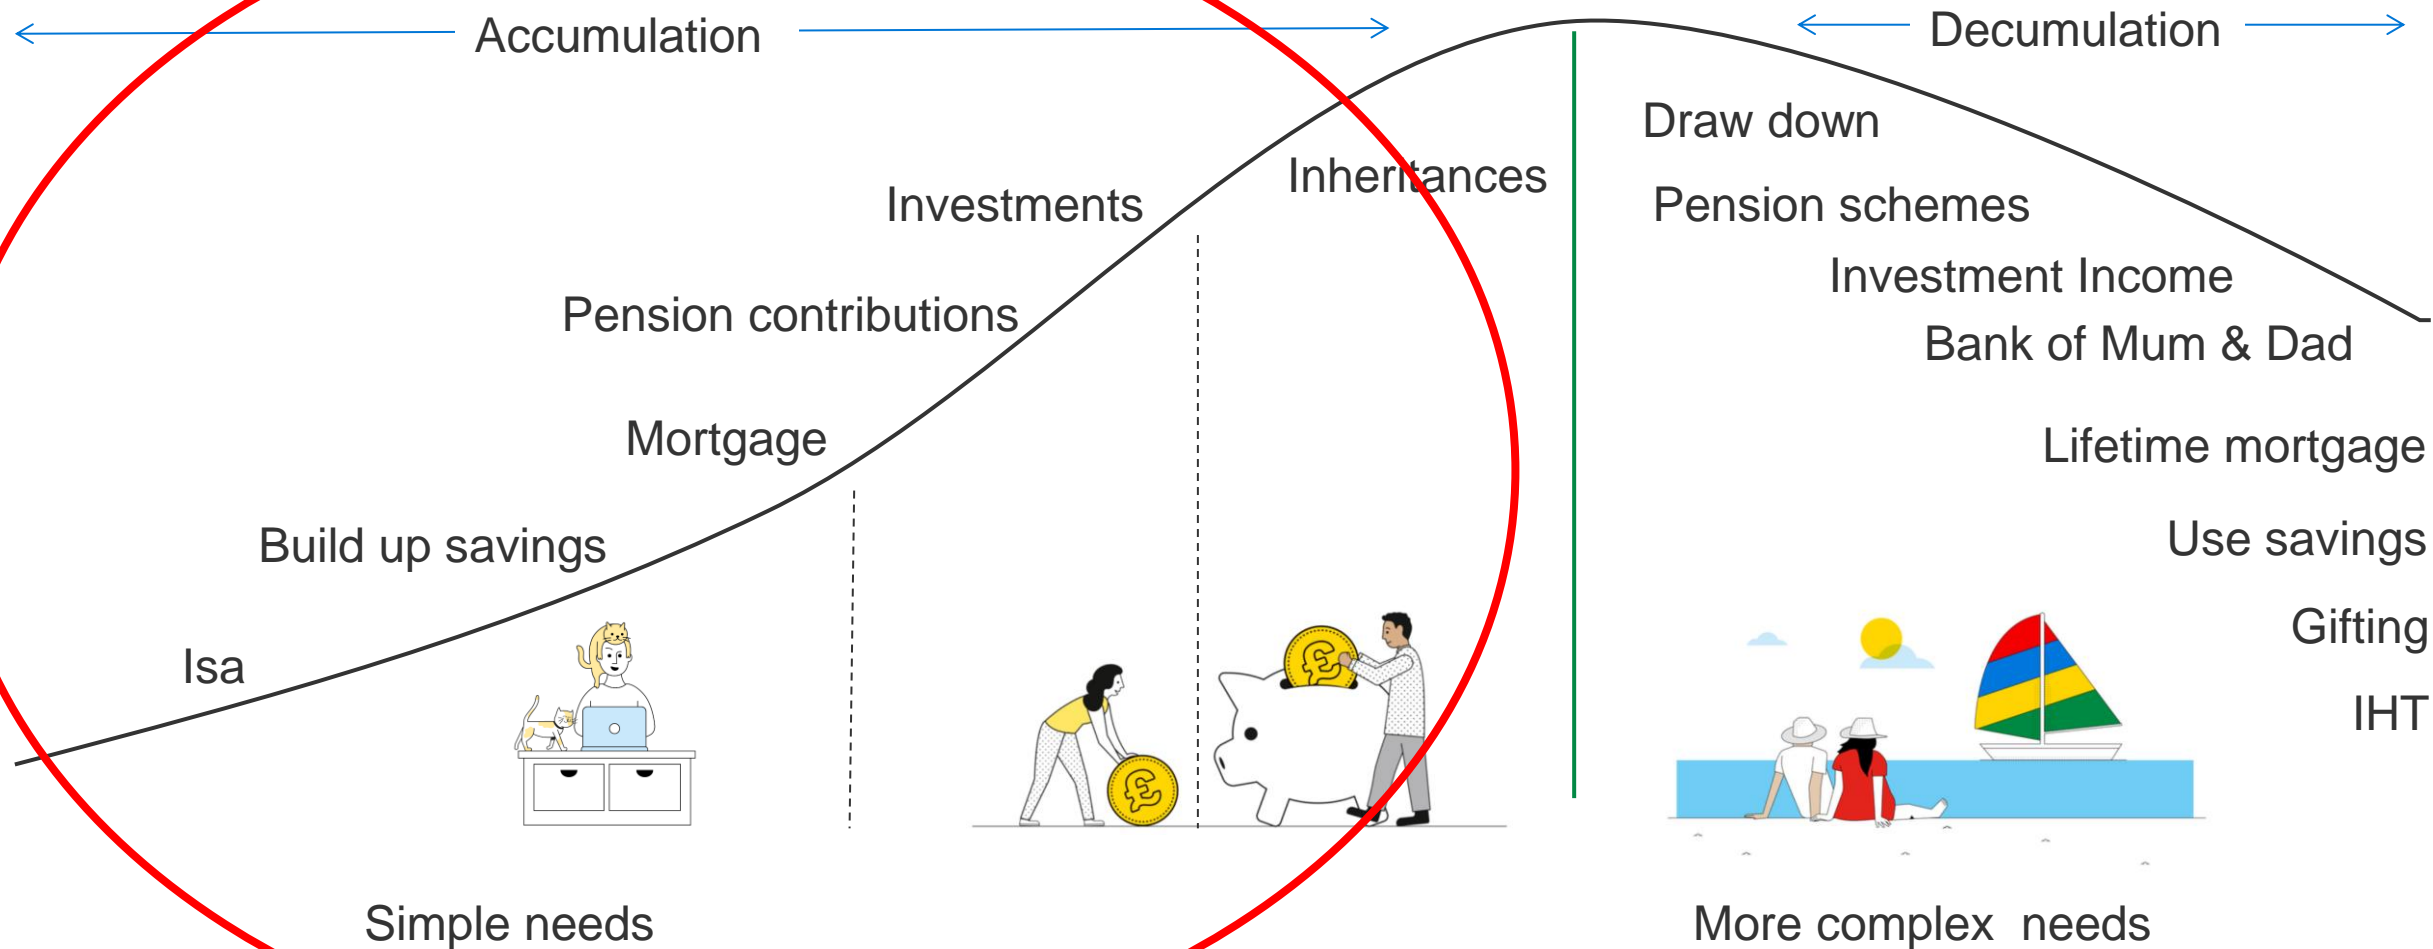 Accumulation
Decumulation
Draw down
Inheritances
Investments
Pension schemes
Investment Income
Pension contributions
Bank of Mum & Dad
Mortgage
Lifetime mortgage
Build up savings
Use savings
Gifting
Isa
IHT
£
£
Simple needs
More complex  needs